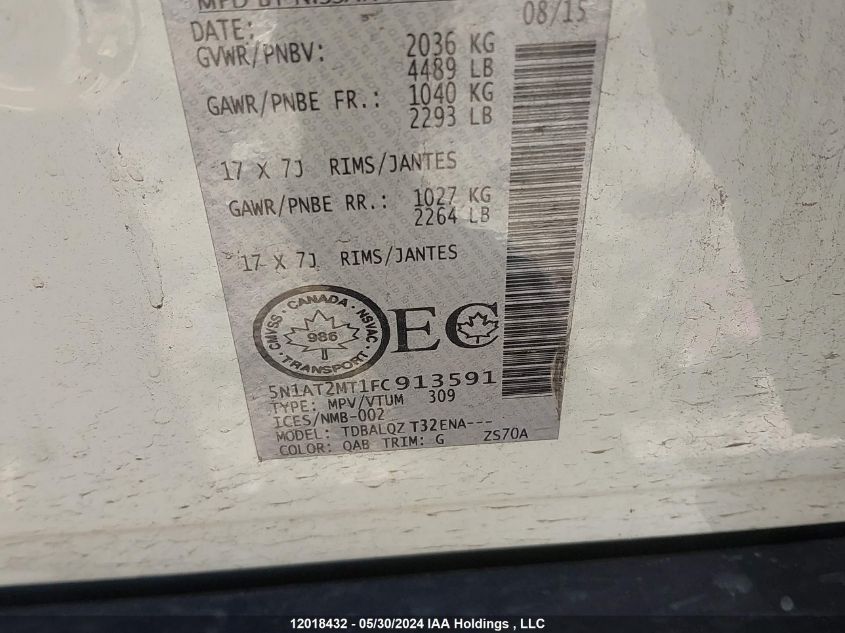 MFD BY NISSAN
DATE: 08/15
GVWR/PNBV: 2036 KG
4489 LB
GAWR/PNBE FR.: 1040 KG
2293 LB
17 X 7J RIMS/JANTES
GAWR/PNBE RR.: 1027 KG
2264 LB
17 X 7J RIMS/JANTES
CMVSS · CANADA · NSVAC
986
TRANSPORT
EC
5N1AT2MT1FC913591
TYPE: MPV/VTUM 309
ICES/NMB-002
MODEL: TDBALQZ T32ENA---
COLOR: QAB TRIM: G ZS70A
12018432 - 05/30/2024 IAA Holdings , LLC